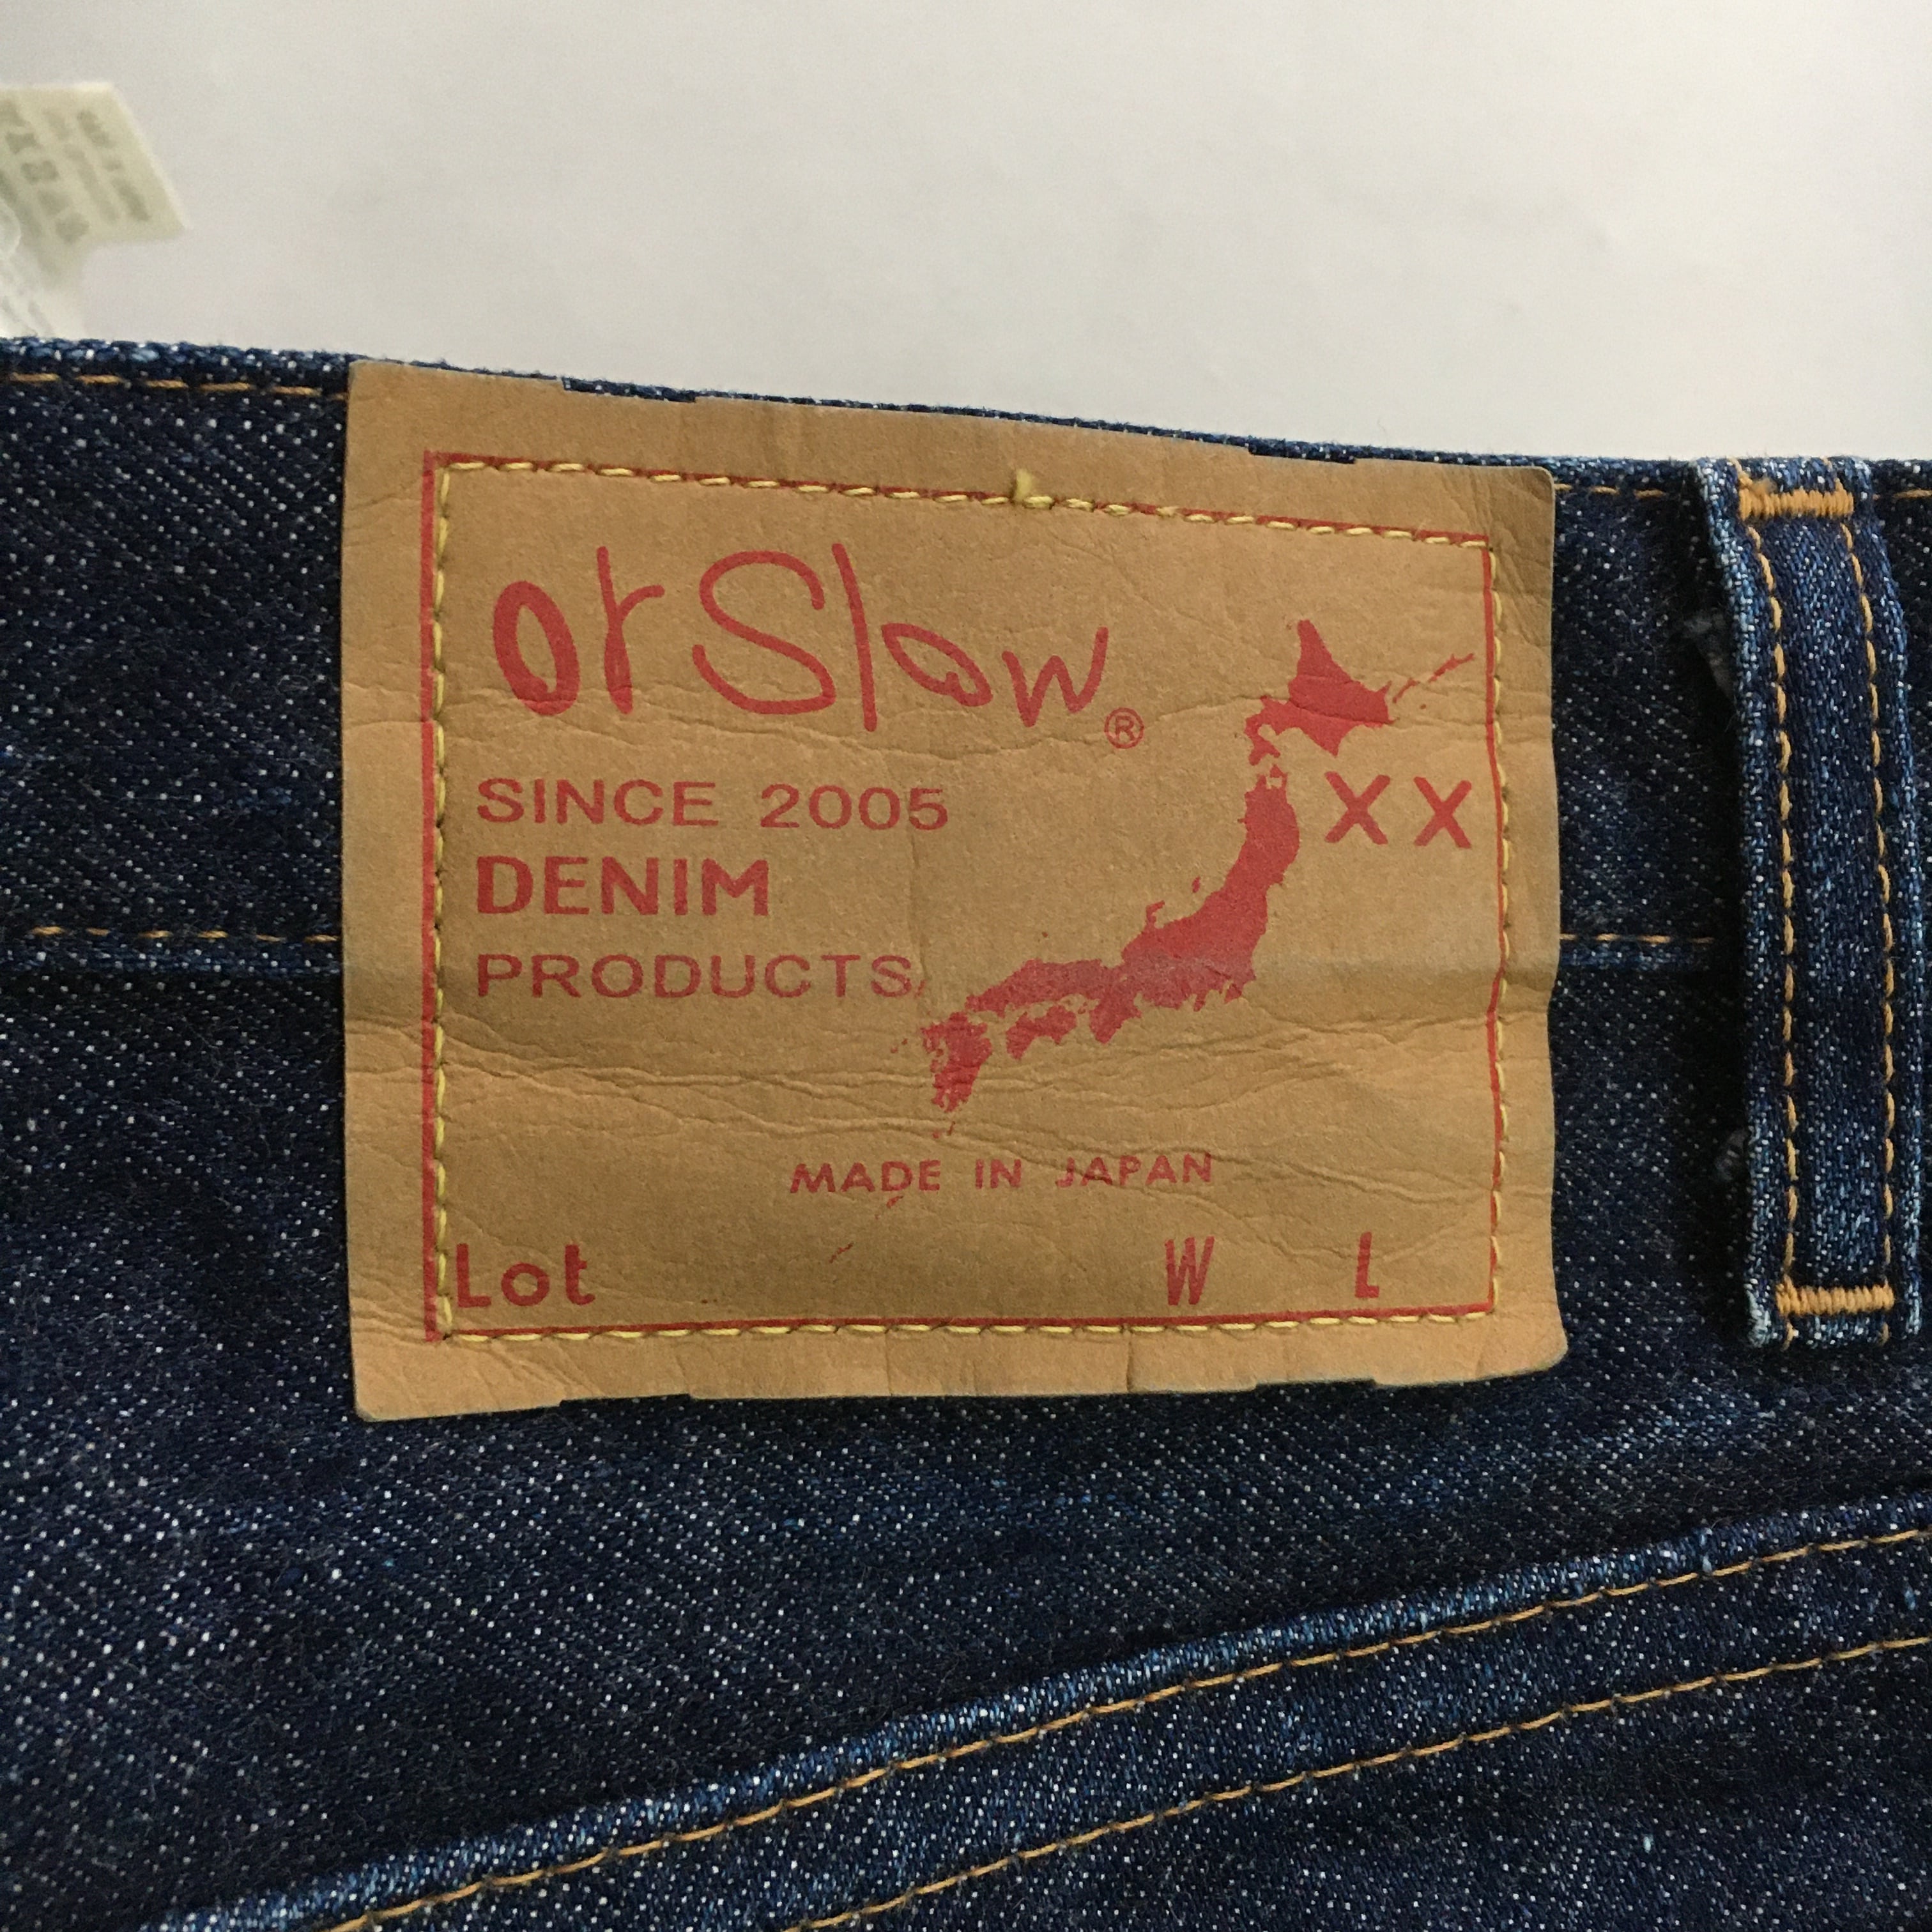 orSlow®
SINCE 2005
XX
DENIM
PRODUCTS
MADE IN JAPAN
Lot W L